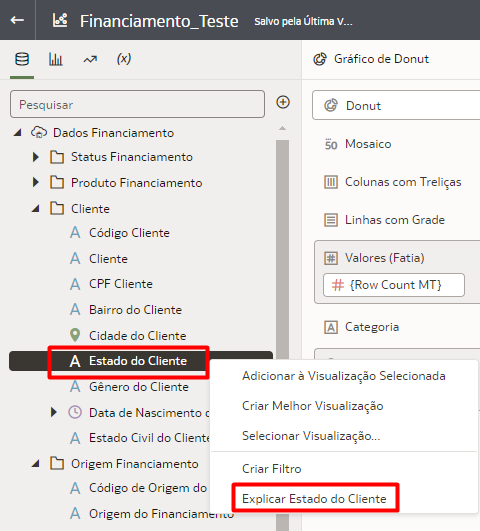 Financiamento_Teste
Salvo pela Última V...
(x)
Gráfico de Donut
Pesquisar
Donut
Dados Financiamento
50
Mosaico
Status Financiamento
Produto Financiamento
Colunas com Treliças
Cliente
Linhas com Grade
A Código Cliente
A Cliente
# Valores (Fatia)
A CPF Cliente
# {Row Count MT}
A Bairro do Cliente
Cidade do Cliente
A Categoria
A Estado do Cliente
Adicionar à Visualização Selecionada
A Gênero do Cliente
Criar Melhor Visualização
Data de Nascimento d
A Estado Civil do Cliente
Selecionar Visualização...
Origem Financiamento
Criar Filtro
A Código de Origem do
Explicar Estado do Cliente
A Origem do Financiam